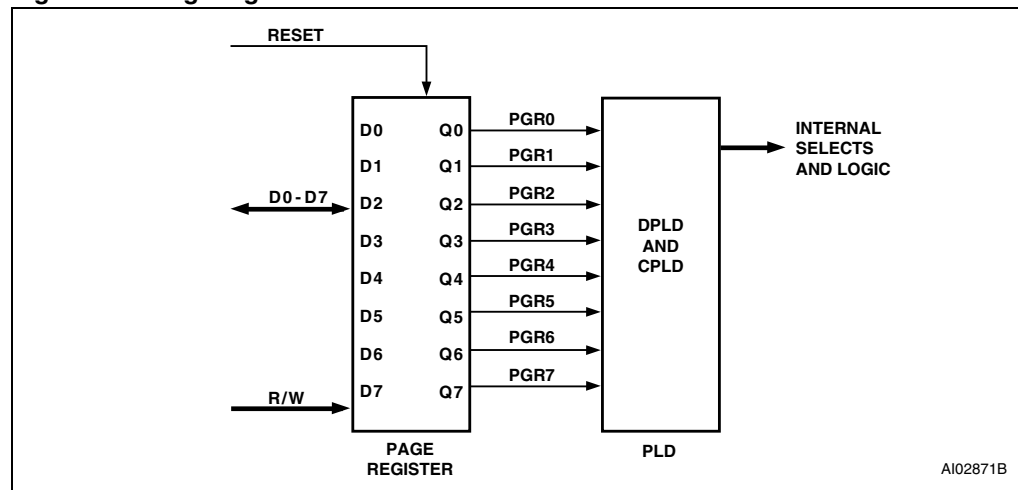 RESET
D0 Q0 PGR0
D1 Q1 PGR1
D0-D7 D2 Q2 PGR2
D3 Q3 PGR3
D4 Q4 PGR4
D5 Q5 PGR5
D6 Q6 PGR6
D7 Q7 PGR7
R/W
PAGE
REGISTER
DPLD
AND
CPLD
PLD
INTERNAL
SELECTS
AND LOGIC
AI02871B